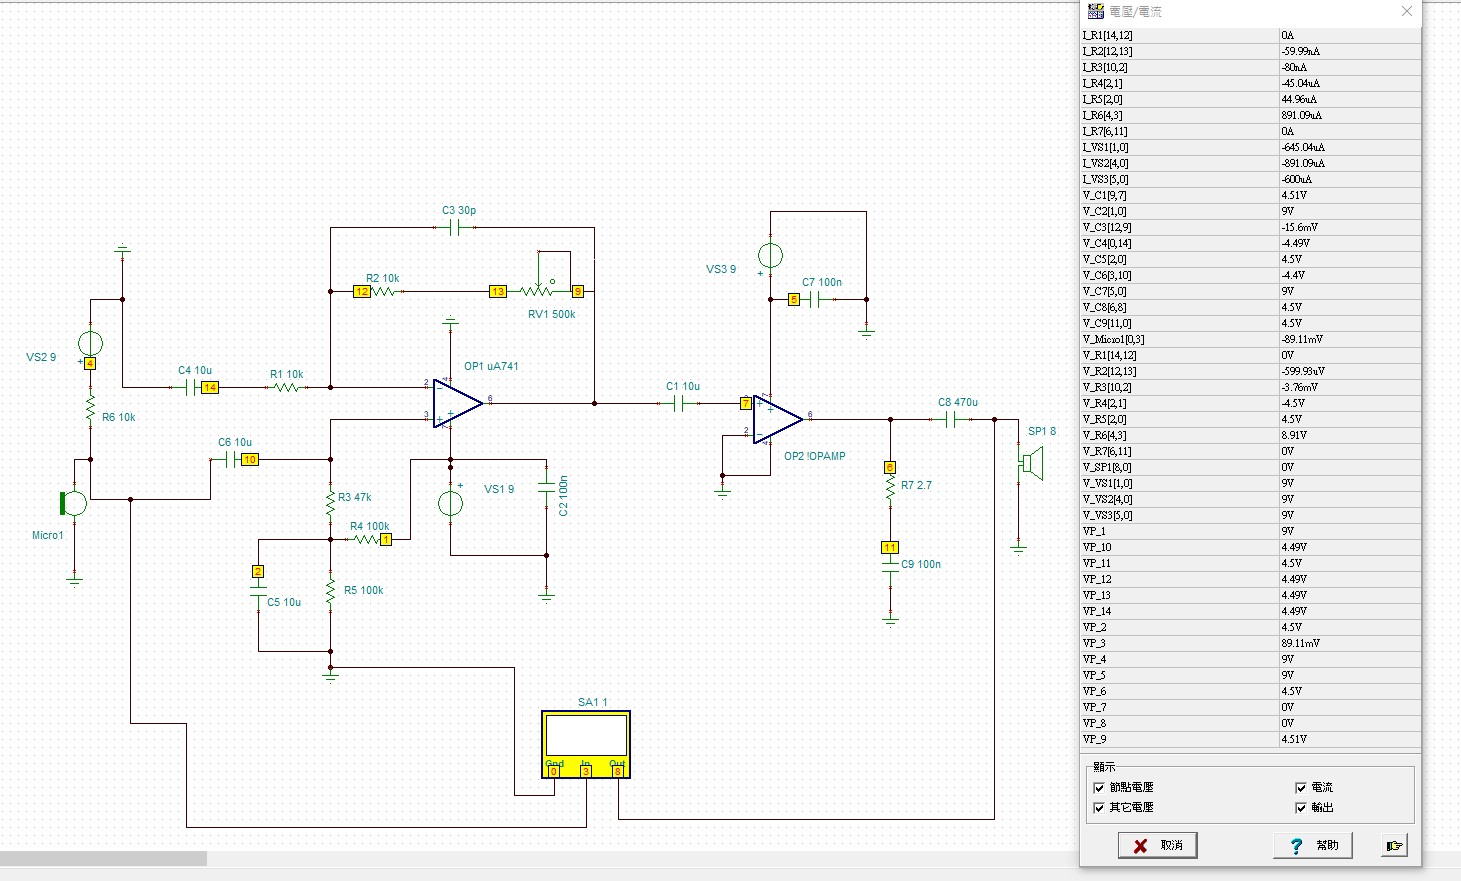 電壓/電流
I_R1[14,12] 0A
I_R2[12,13] -59.99nA
I_R3[10,2] -80nA
I_R4[2,1] -45.04uA
I_R5[2,0] 44.96uA
I_R6[4,3] 891.09uA
I_R7[6,11] 0A
I_VS1[1,0] -645.04uA
I_VS2[4,0] -891.09uA
I_VS3[5,0] -600uA
V_C1[9,7] 4.51V
V_C2[1,0] 9V
V_C3[12,9] -15.6mV
V_C4[0,14] -4.49V
V_C5[2,0] 4.5V
V_C6[3,10] -4.4V
V_C7[5,0] 9V
V_C8[6,8] 4.5V
V_C9[11,0] 4.5V
V_Micro1[0,3] -89.11mV
V_R1[14,12] 0V
V_R2[12,13] -599.93uV
V_R3[10,2] -3.76mV
V_R4[2,1] -4.5V
V_R5[2,0] 4.5V
V_R6[4,3] 8.91V
V_R7[6,11] 0V
V_SP1[8,0] 0V
V_VS1[1,0] 9V
V_VS2[4,0] 9V
V_VS3[5,0] 9V
VP_1 9V
VP_10 4.49V
VP_11 4.5V
VP_12 4.49V
VP_13 4.49V
VP_14 4.49V
VP_2 4.5V
VP_3 89.11mV
VP_4 9V
VP_5 9V
VP_6 4.5V
VP_7 0V
VP_8 0V
VP_9 4.51V
顯示
節點電壓 電流
其它電壓 輸出
取消 ? 幫助
C3 30p
R2 10k
12 13 9
RV1 500k
VS3 9
+
C7 100n
5
VS2 9
+
4
OP1 uA741
C4 10u
14
R1 10k
2 4 6
3 7
R6 10k
C1 10u
7
7 6
2 4
OP2 !OPAMP
C8 470u
SP1 8
C6 10u
10
6
R7 2.7
R3 47k
VS1 9
+
C2 100n
Micro1
R4 100k
1
11
C9 100n
2
C5 10u
R5 100k
SA1 1
Gnd In Out
0 3 8